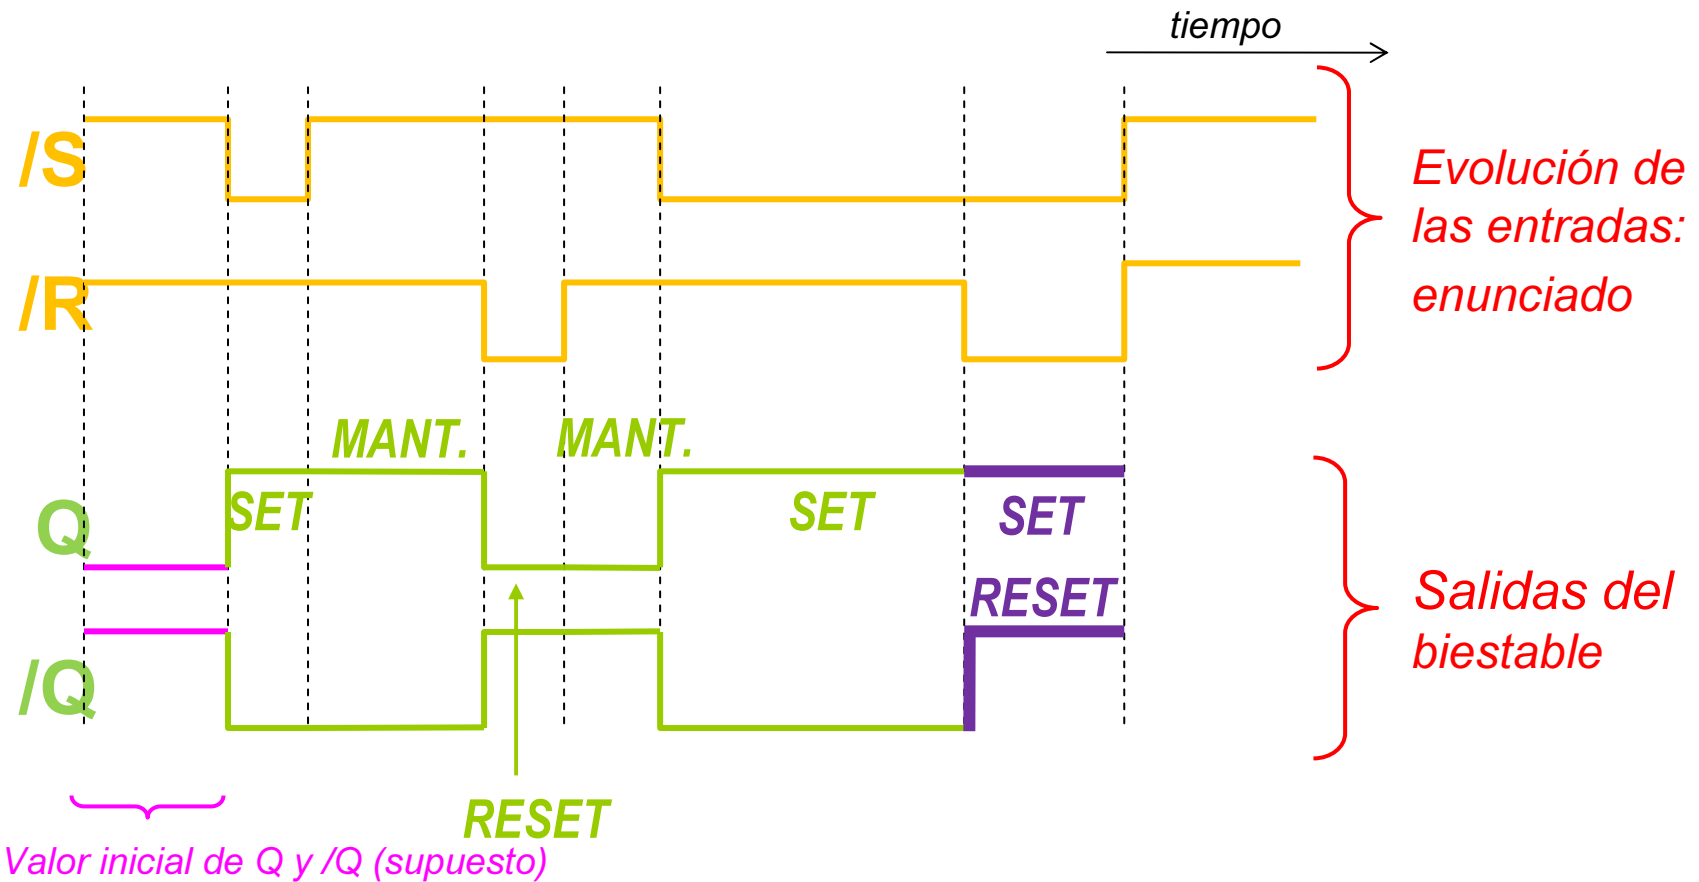 tiempo
/S
Evolución de
las entradas:
enunciado
/R
MANT.
MANT.
Q
SET
SET
SET
RESET
Salidas del
biestable
/Q
RESET
Valor inicial de Q y /Q (supuesto)